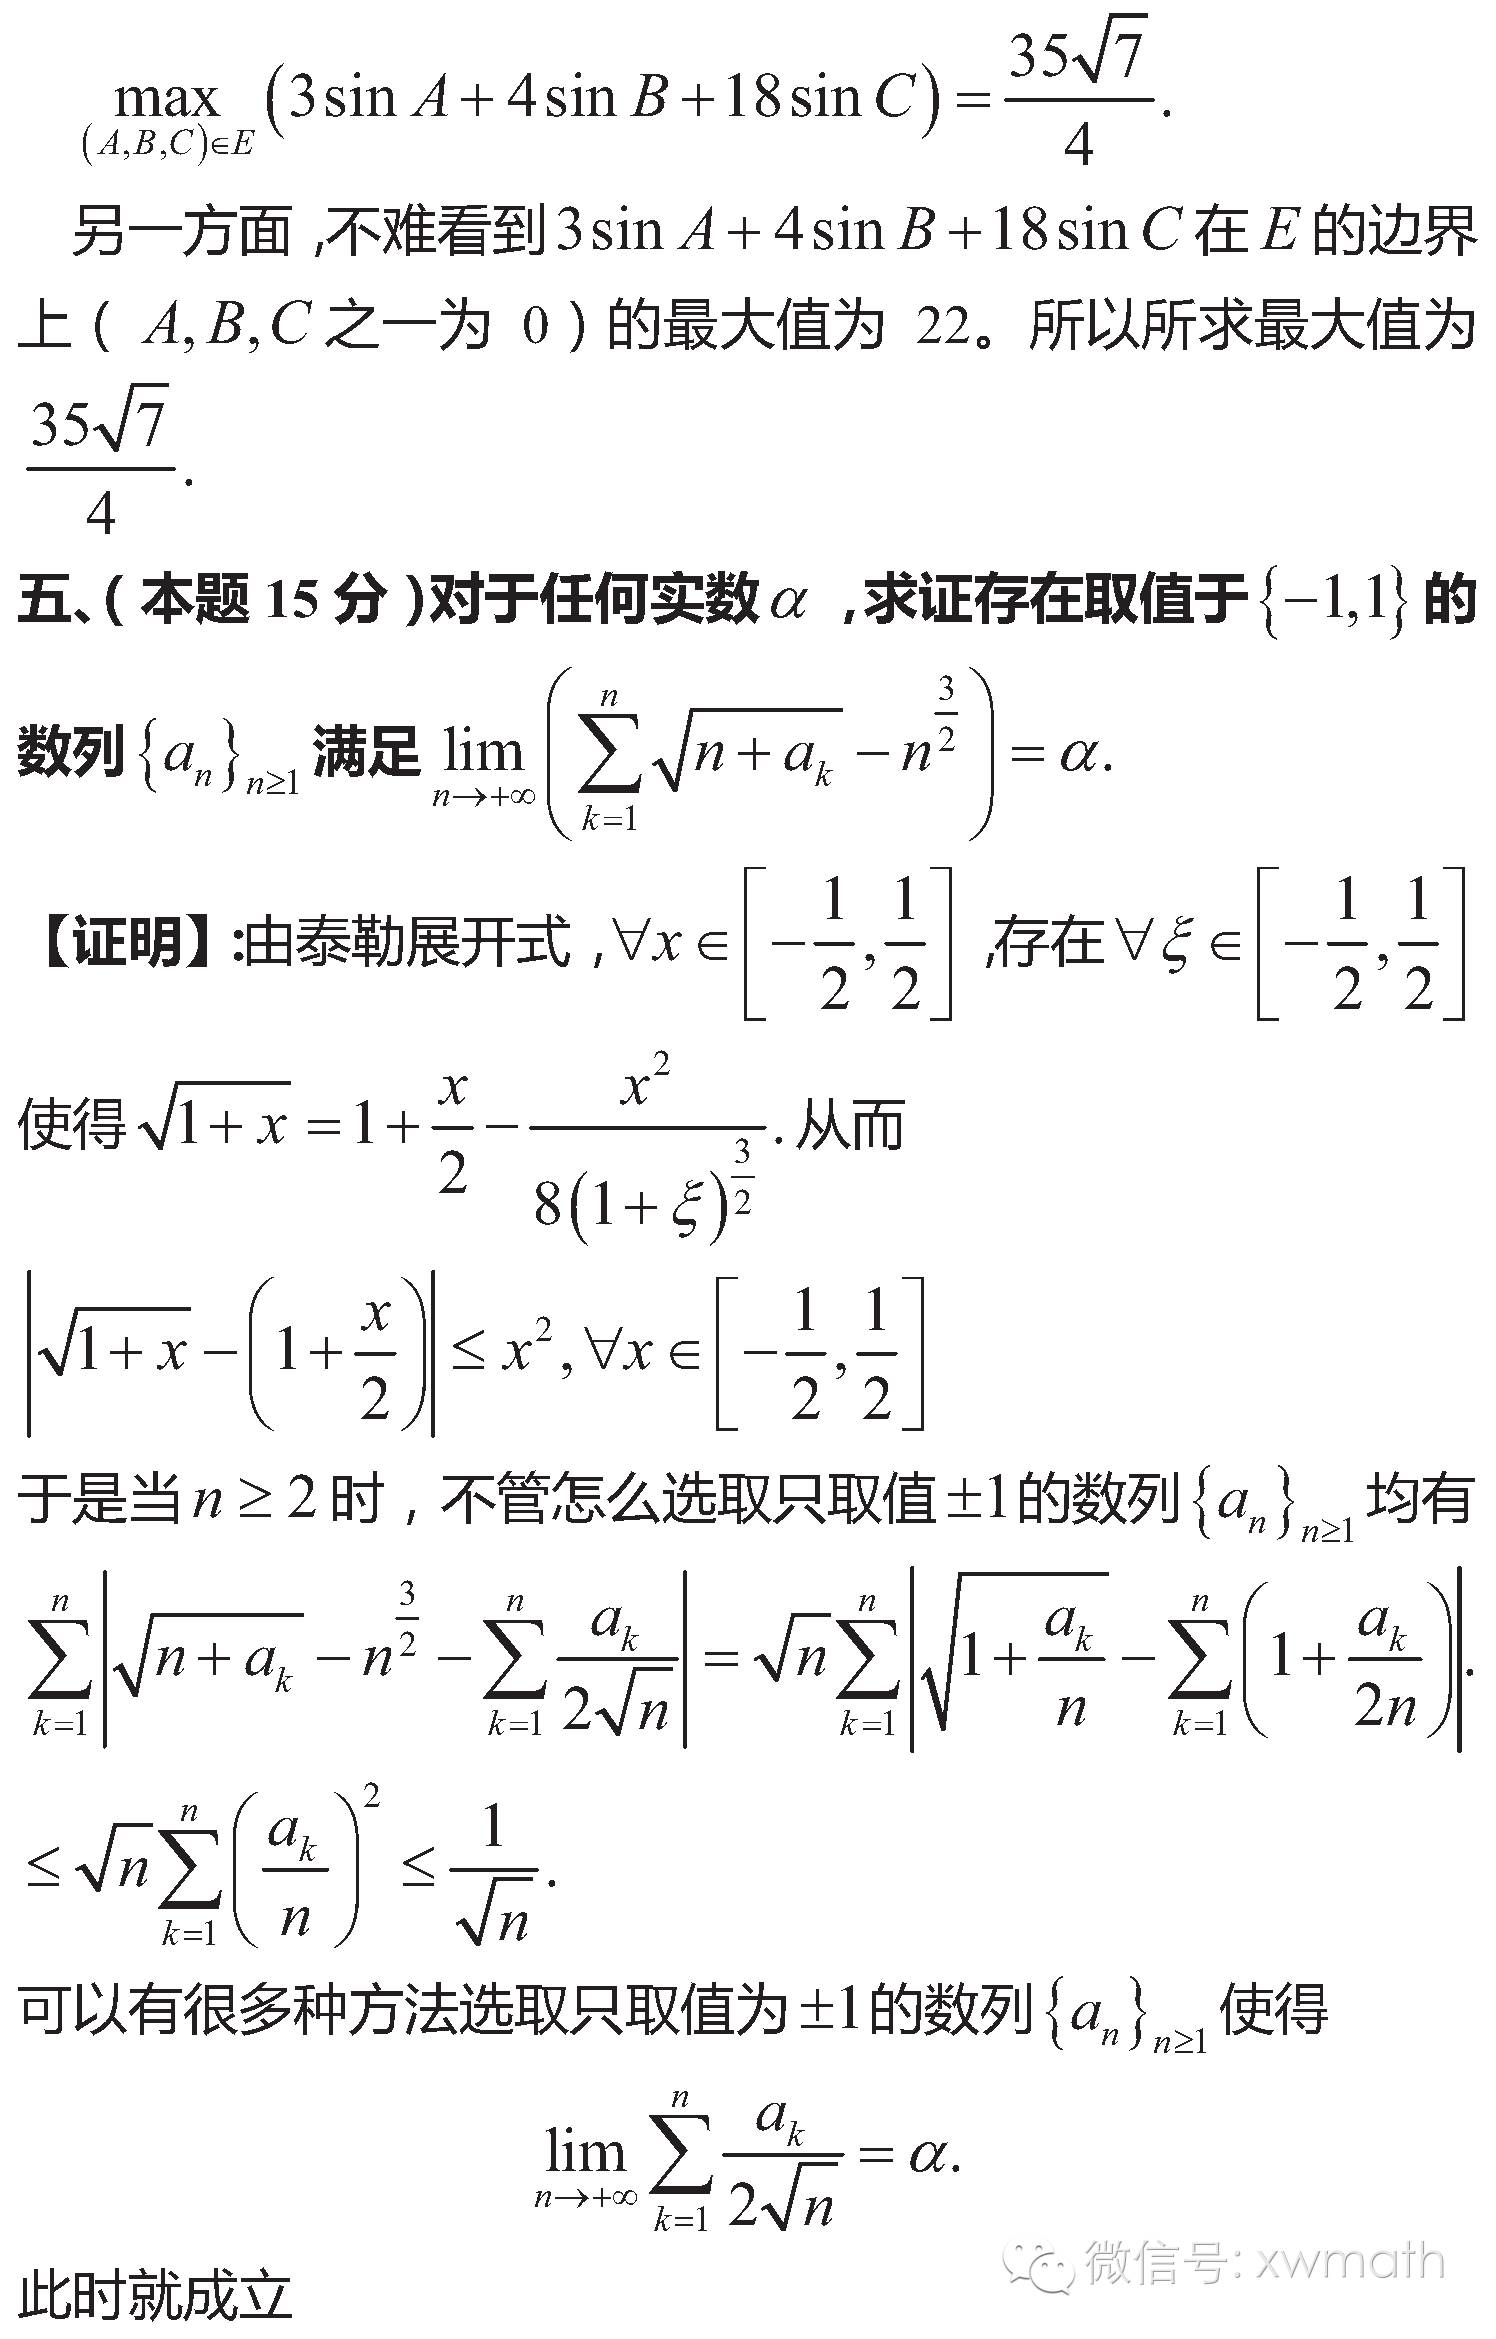 $\max_{(A,B,C)\in E}(3\sin A+4\sin B+18\sin C)=\frac{35\sqrt{7}}{4}.$
另一方面,不难看到$3\sin A+4\sin B+18\sin C$在$E$的边界
上( $A,B,C$之一为 0)的最大值为 22。所以所求最大值为
$\frac{35\sqrt{7}}{4}.$
五、(本题 15 分)对于任何实数$\alpha$ ,求证存在取值于$\{-1,1\}$的
数列$\{a_n\}_{n\geq 1}$满足$\lim_{n\to+\infty}\left(\sum_{k=1}^{n}\sqrt{n+a_k}-n^{\frac{3}{2}}\right)=\alpha.$
【证明】:由泰勒展开式,$\forall x\in\left[-\frac{1}{2},\frac{1}{2}\right]$ ,存在$\forall\xi\in\left[-\frac{1}{2},\frac{1}{2}\right]$
使得$\sqrt{1+x}=1+\frac{x}{2}-\frac{x^2}{8(1+\xi)^{\frac{3}{2}}}.$从而
$\left|\sqrt{1+x}-\left(1+\frac{x}{2}\right)\right|\leq x^2,\forall x\in\left[-\frac{1}{2},\frac{1}{2}\right]$
于是当$n\geq 2$时,不管怎么选取只取值$\pm 1$的数列$\{a_n\}_{n\geq 1}$均有
$\sum_{k=1}^{n}\left|\sqrt{n+a_k}-n^{\frac{3}{2}}-\sum_{k=1}^{n}\frac{a_k}{2\sqrt{n}}\right|=\sqrt{n}\sum_{k=1}^{n}\left|\sqrt{1+\frac{a_k}{n}}-\sum_{k=1}^{n}\left(1+\frac{a_k}{2n}\right)\right|.$
$\leq\sqrt{n}\sum_{k=1}^{n}\left(\frac{a_k}{n}\right)^2\leq\frac{1}{\sqrt{n}}.$
可以有很多种方法选取只取值为$\pm 1$的数列$\{a_n\}_{n\geq 1}$使得
$\lim_{n\to+\infty}\sum_{k=1}^{n}\frac{a_k}{2\sqrt{n}}=\alpha.$
微信号: xwmath
此时就成立